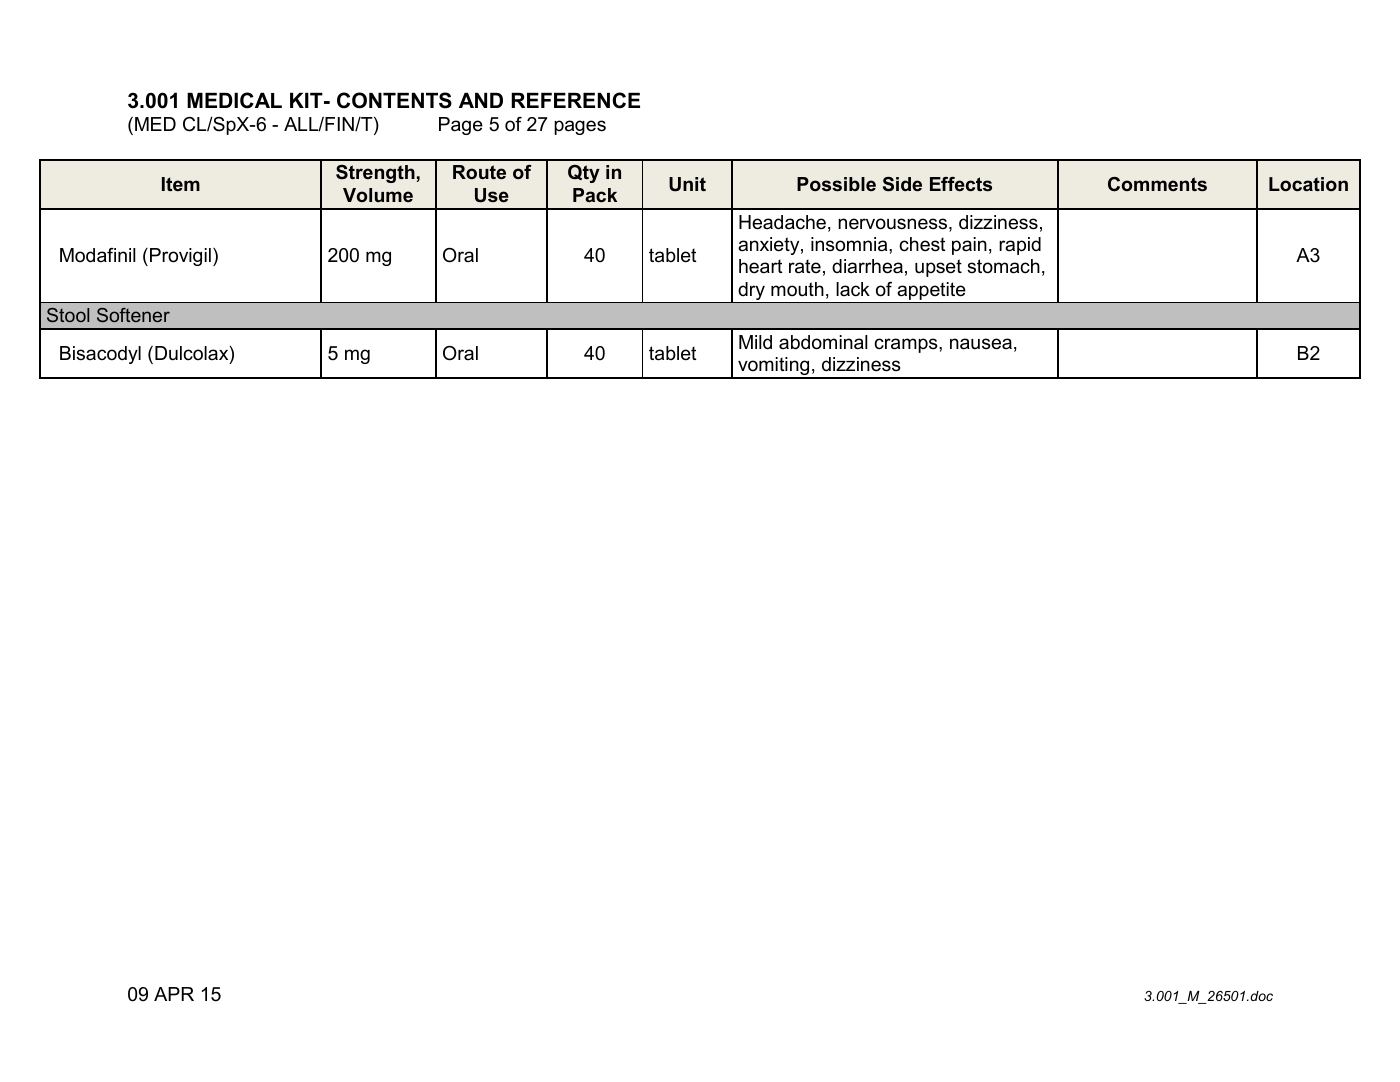 3.001 MEDICAL KIT- CONTENTS AND REFERENCE
(MED CL/SpX-6 - ALL/FIN/T) Page 5 of 27 pages
Item
Strength,
Volume
Route of
Use
Qty in
Pack
Unit
Possible Side Effects
Comments
Location
Modafinil (Provigil)
200 mg
Oral
40
tablet
Headache, nervousness, dizziness,
anxiety, insomnia, chest pain, rapid
heart rate, diarrhea, upset stomach,
dry mouth, lack of appetite
A3
Stool Softener
Bisacodyl (Dulcolax)
5 mg
Oral
40
tablet
Mild abdominal cramps, nausea,
vomiting, dizziness
B2
09 APR 15
3.001_M_26501.doc